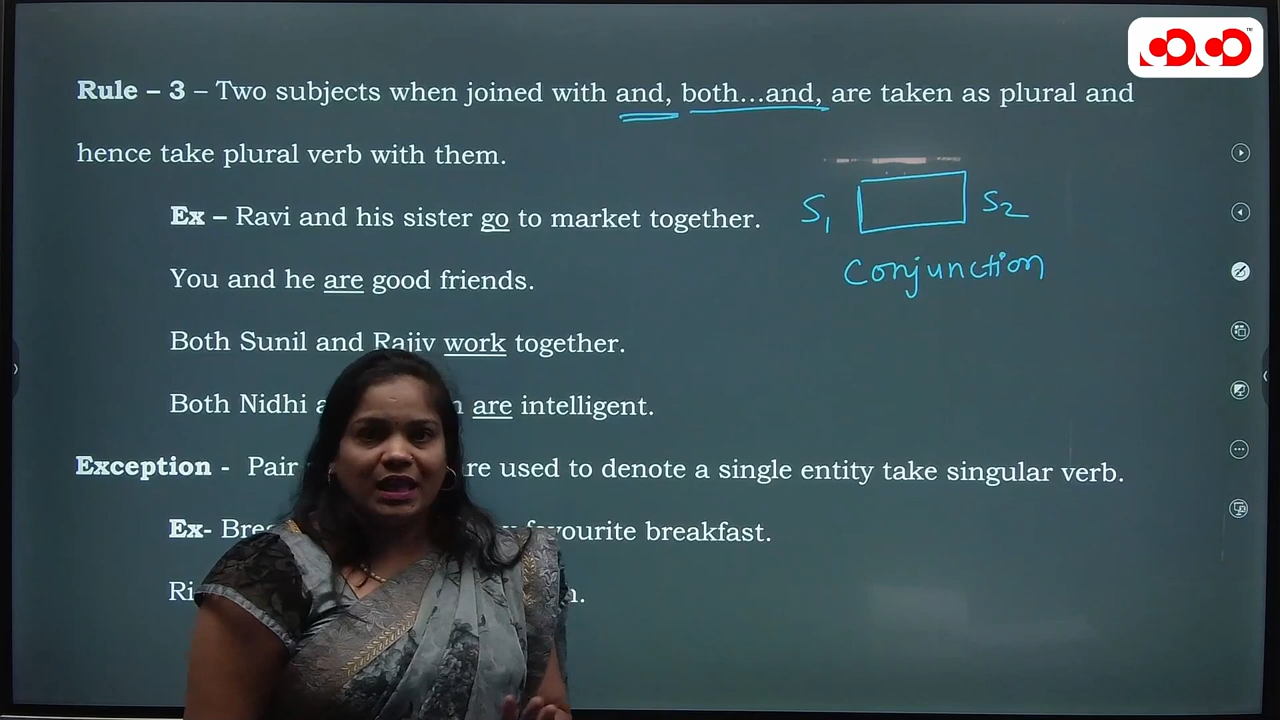 Rule – 3 – Two subjects when joined with and, both...and, are taken as plural and
hence take plural verb with them.
Ex – Ravi and his sister go to market together.
You and he are good friends.
Both Sunil and Rajiv work together.
Both Nidhi are intelligent.
Exception - Pair used to denote a single entity take singular verb.
Ex- favourite breakfast.
S1 S2
Conjunction